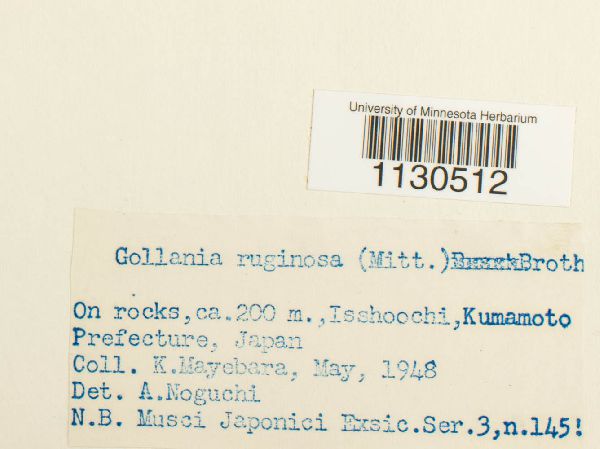 University of Minnesota Herbarium
1130512
Gollania ruginosa (Mitt.) Broth
On rocks, ca.200 m., Isshoochi, Kumamoto
Prefecture, Japan
Coll. K.Mayebara, May, 1948
Det. A.Noguchi
N.B. Musci Japonici Exsic.Ser.3,n.145!